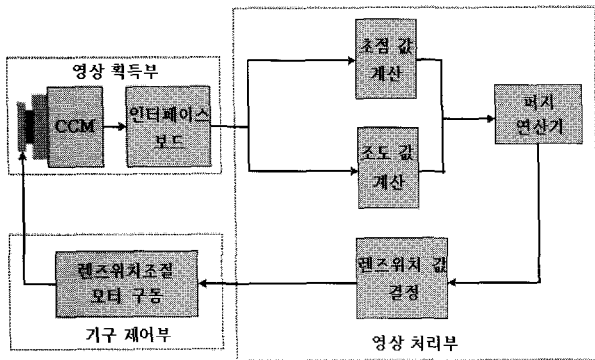 영상 획득부
CCM
인터페이스
보드
초점 값
계산
조도 값
계산
퍼지
연산기
렌즈위치 값
결정
영상 처리부
렌즈위치조절
모터 구동
기구 제어부